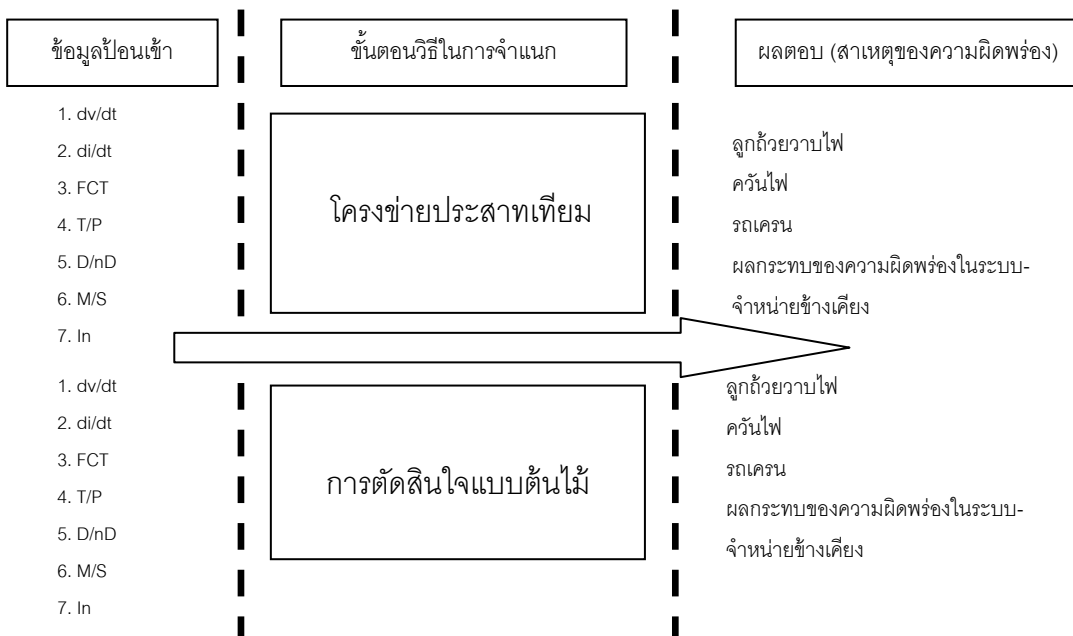 ข้อมูลป้อนเข้า
ขั้นตอนวิธีในการจำแนก
ผลตอบ (สาเหตุของความผิดพร่อง)
1. dv/dt
2. di/dt
3. FCT
4. T/P
5. D/nD
6. M/S
7. In
โครงข่ายประสาทเทียม
ลูกถ้วยวาบไฟ
ควันไฟ
รถเครน
ผลกระทบของความผิดพร่องในระบบ-
จำหน่ายข้างเคียง
1. dv/dt
2. di/dt
3. FCT
4. T/P
5. D/nD
6. M/S
7. In
การตัดสินใจแบบต้นไม้
ลูกถ้วยวาบไฟ
ควันไฟ
รถเครน
ผลกระทบของความผิดพร่องในระบบ-
จำหน่ายข้างเคียง